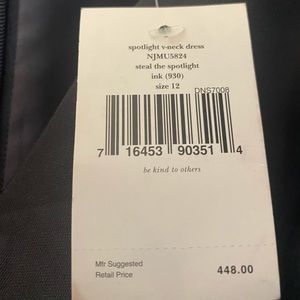 spotlight v-neck dress
NJMU5824
steal the spotlight
ink (930)
size 12
DNS7008
7 16453 90351 4
be kind to others
Mfr Suggested
Retail Price 448.00